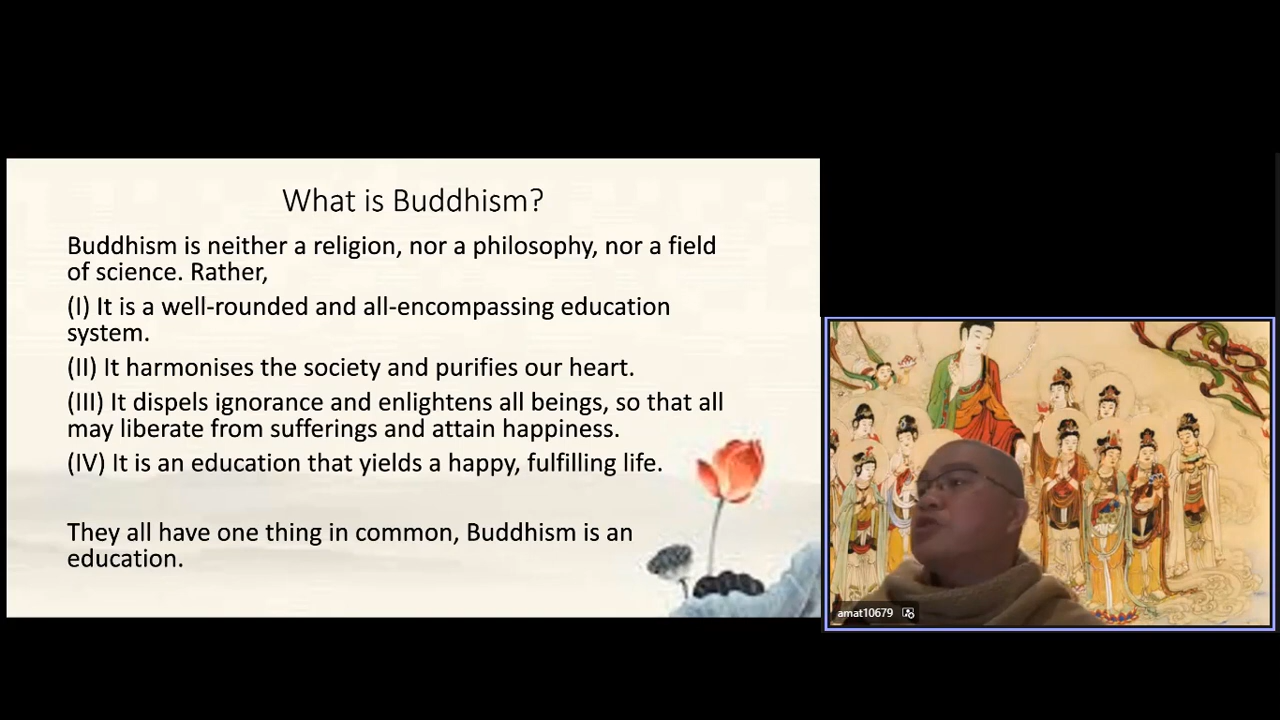 What is Buddhism?
Buddhism is neither a religion, nor a philosophy, nor a field
of science. Rather,
(I) It is a well-rounded and all-encompassing education
system.
(II) It harmonises the society and purifies our heart.
(III) It dispels ignorance and enlightens all beings, so that all
may liberate from sufferings and attain happiness.
(IV) It is an education that yields a happy, fulfilling life.
They all have one thing in common, Buddhism is an
education.
amat10679